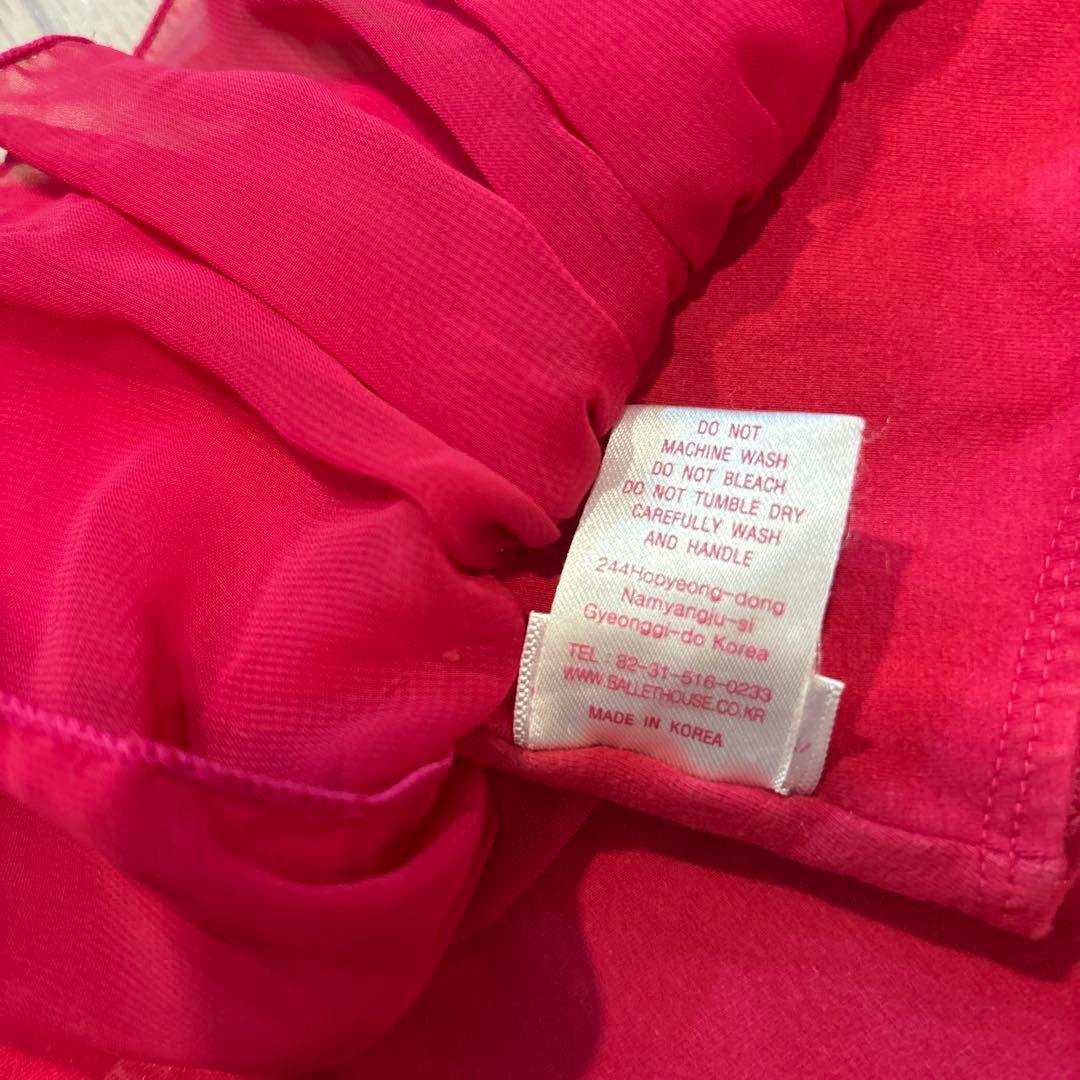 DO NOT
MACHINE WASH
DO NOT BLEACH
DO NOT TUMBLE DRY
CAREFULLY WASH
AND HANDLE
244Hopyeong-dong
Namyangju-si
Gyeonggi-do Korea
TEL : 82-31-516-0233
WWW.BALLETHOUSE.CO.KR
MADE IN KOREA